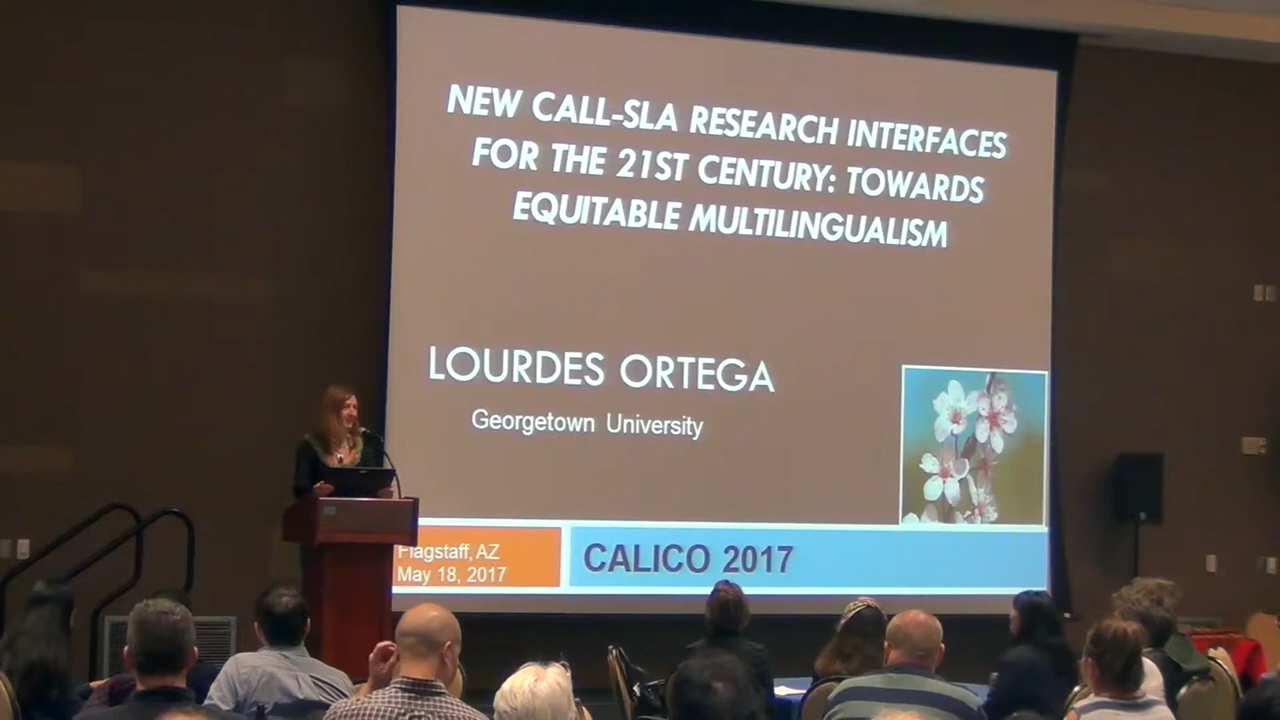 NEW CALL-SLA RESEARCH INTERFACES
FOR THE 21ST CENTURY: TOWARDS
EQUITABLE MULTILINGUALISM
LOURDES ORTEGA
Georgetown University
Flagstaff, AZ
May 18, 2017
CALICO 2017